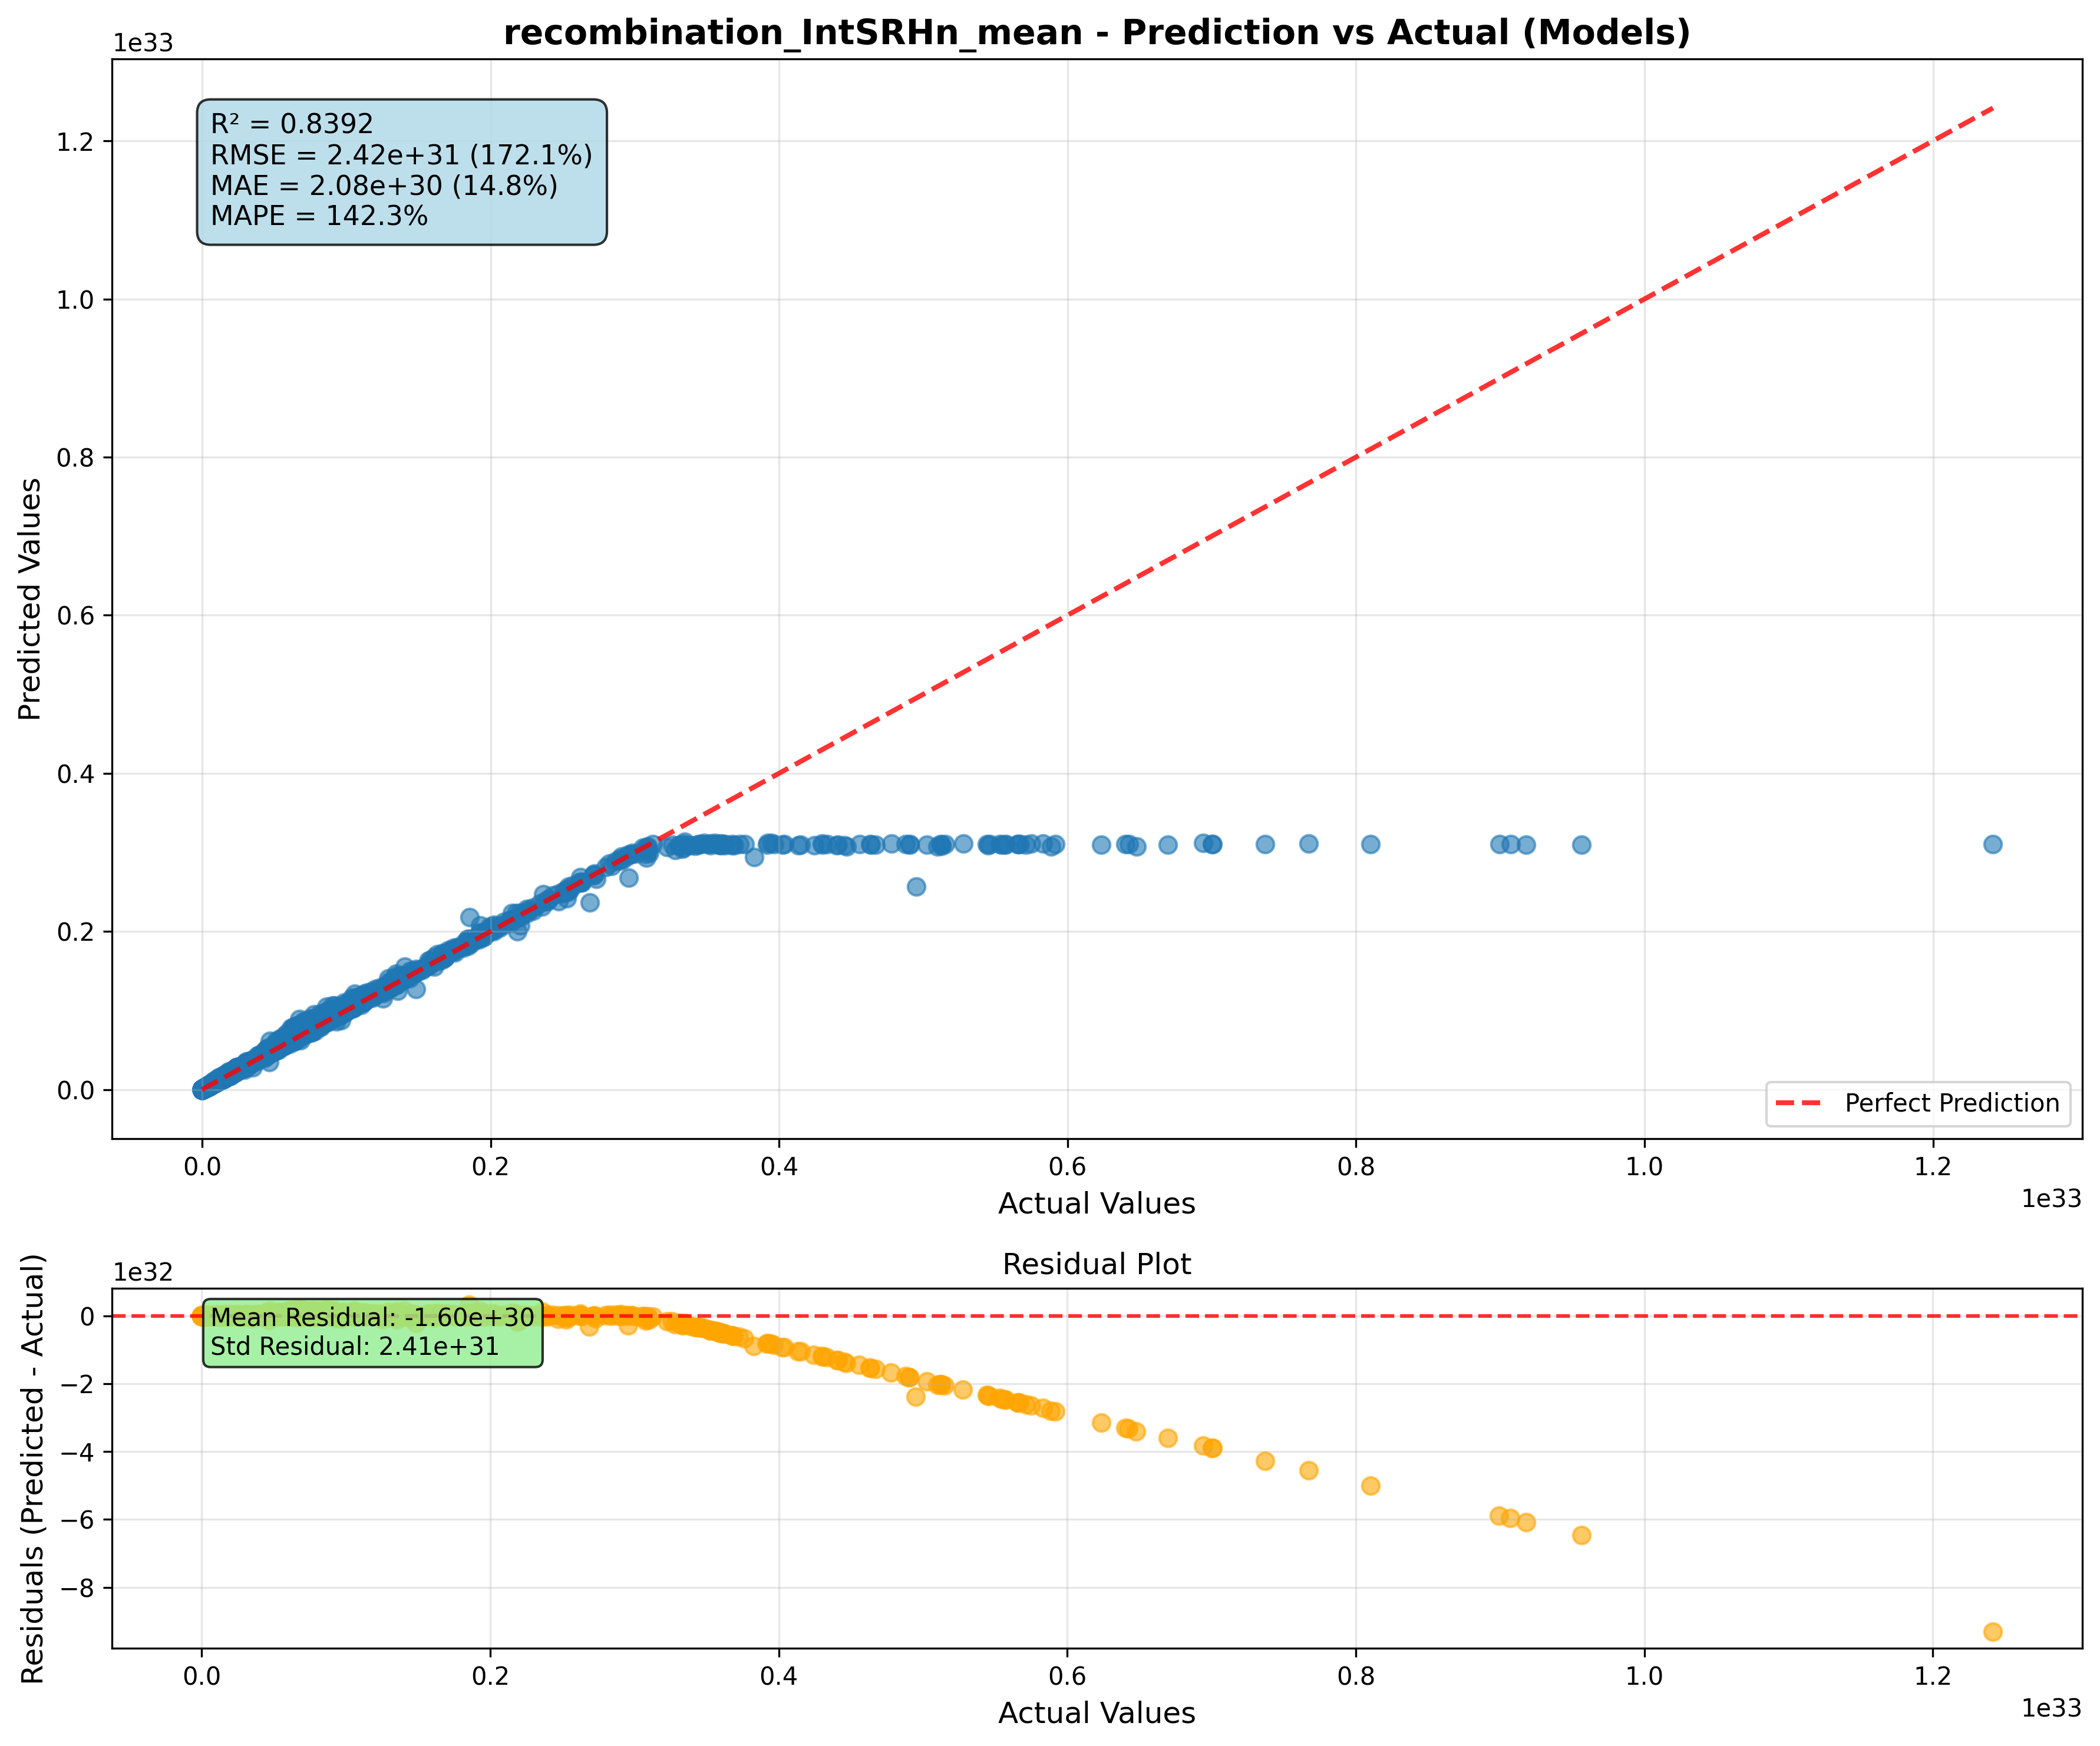 recombination_IntSRHn_mean - Prediction vs Actual (Models)
1e33
R² = 0.8392
RMSE = 2.42e+31 (172.1%)
MAE = 2.08e+30 (14.8%)
MAPE = 142.3%
Predicted Values
1.2
1.0
0.8
0.6
0.4
0.2
0.0
Perfect Prediction
0.0 0.2 0.4 0.6 0.8 1.0 1.2
1e33
Actual Values
Residual Plot
1e32
Residuals (Predicted - Actual)
Mean Residual: -1.60e+30
Std Residual: 2.41e+31
0
−2
−4
−6
−8
0.0 0.2 0.4 0.6 0.8 1.0 1.2
1e33
Actual Values